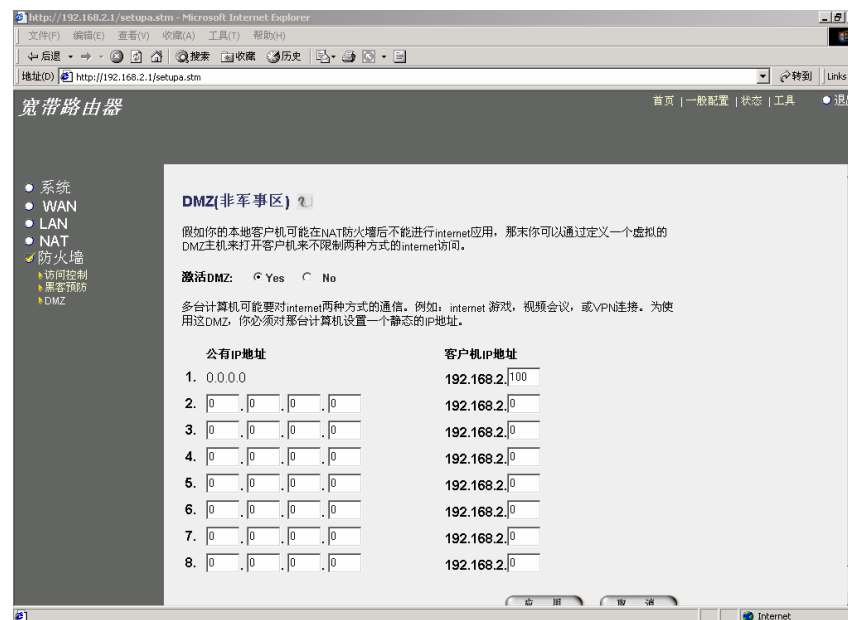 http://192.168.2.1/setupa.stm - Microsoft Internet Explorer
文件(F) 编辑(E) 查看(V) 收藏(A) 工具(T) 帮助(H)
后退 搜索 收藏 历史
地址(D) http://192.168.2.1/setupa.stm 转到 Links
宽带路由器
首页 | 一般配置 | 状态 | 工具
系统
WAN
LAN
NAT
防火墙
访问控制
黑客预防
DMZ
DMZ(非军事区)
假如你的本地客户机可能在NAT防火墙后不能进行internet应用，那末你可以通过定义一个虚拟的
DMZ主机来打开客户机来不限制两种方式的internet访问。
激活DMZ: Yes No
多台计算机可能要对internet两种方式的通信。例如：internet 游戏，视频会议，或VPN连接。为使
用这DMZ，你必须对那台计算机设置一个静态的IP地址。
公有IP地址 客户机IP地址
1. 0.0.0.0 192.168.2.100
2. 0 . 0 . 0 . 0 192.168.2.0
3. 0 . 0 . 0 . 0 192.168.2.0
4. 0 . 0 . 0 . 0 192.168.2.0
5. 0 . 0 . 0 . 0 192.168.2.0
6. 0 . 0 . 0 . 0 192.168.2.0
7. 0 . 0 . 0 . 0 192.168.2.0
8. 0 . 0 . 0 . 0 192.168.2.0
Internet